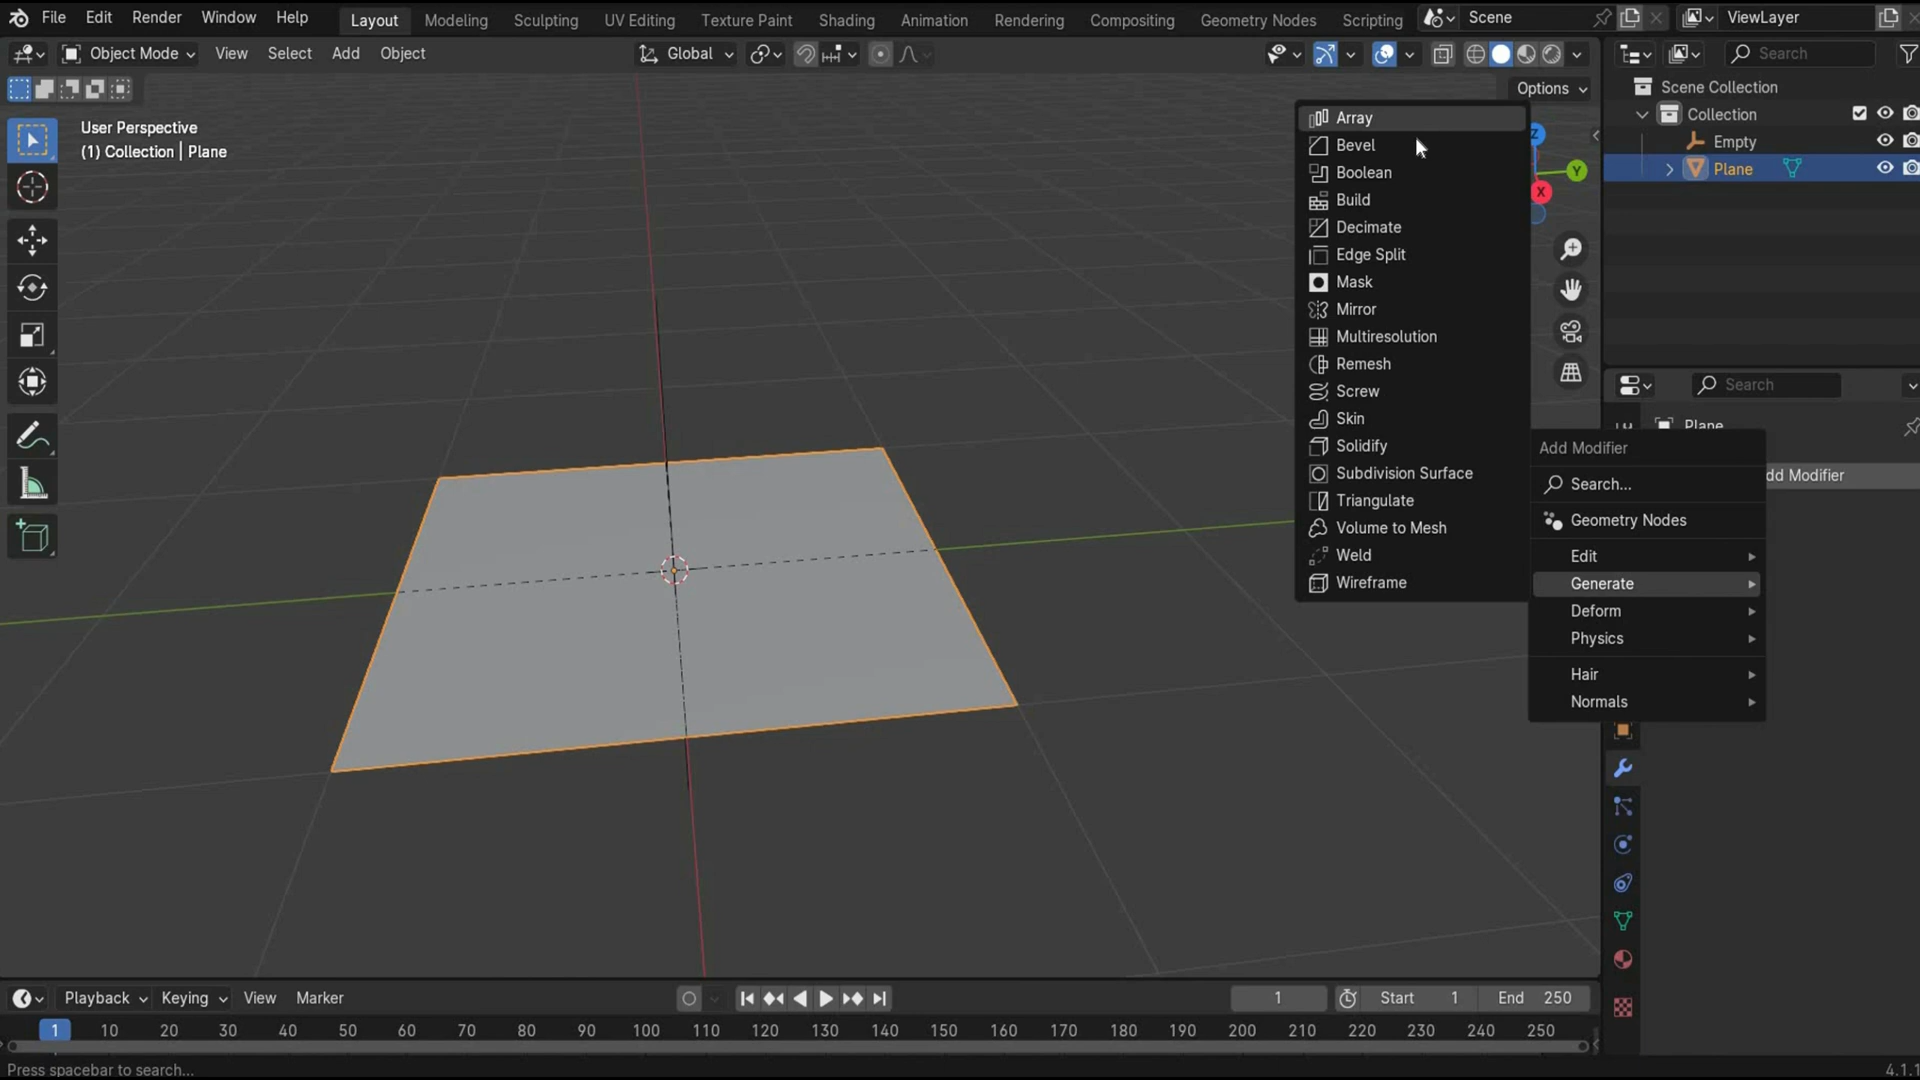 File Edit Render Window Help Layout Modeling Sculpting UV Editing Texture Paint Shading Animation Rendering Compositing Geometry Nodes Scripting Scene ViewLayer
Object Mode View Select Add Object Global Search
Options
User Perspective
(1) Collection | Plane
Scene Collection
Collection
Empty
Plane
Z
Y
X
Array
Bevel
Boolean
Build
Decimate
Edge Split
Mask
Mirror
Multiresolution
Remesh
Screw
Skin
Solidify
Subdivision Surface
Triangulate
Volume to Mesh
Weld
Wireframe
Search
Plane
Add Modifier
dd Modifier
Search...
Geometry Nodes
Edit
Generate
Deform
Physics
Hair
Normals
Playback Keying View Marker 1 Start 1 End 250
1 10 20 30 40 50 60 70 80 90 100 110 120 130 140 150 160 170 180 190 200 210 220 230 240 250
Press spacebar to search... 4.1.1